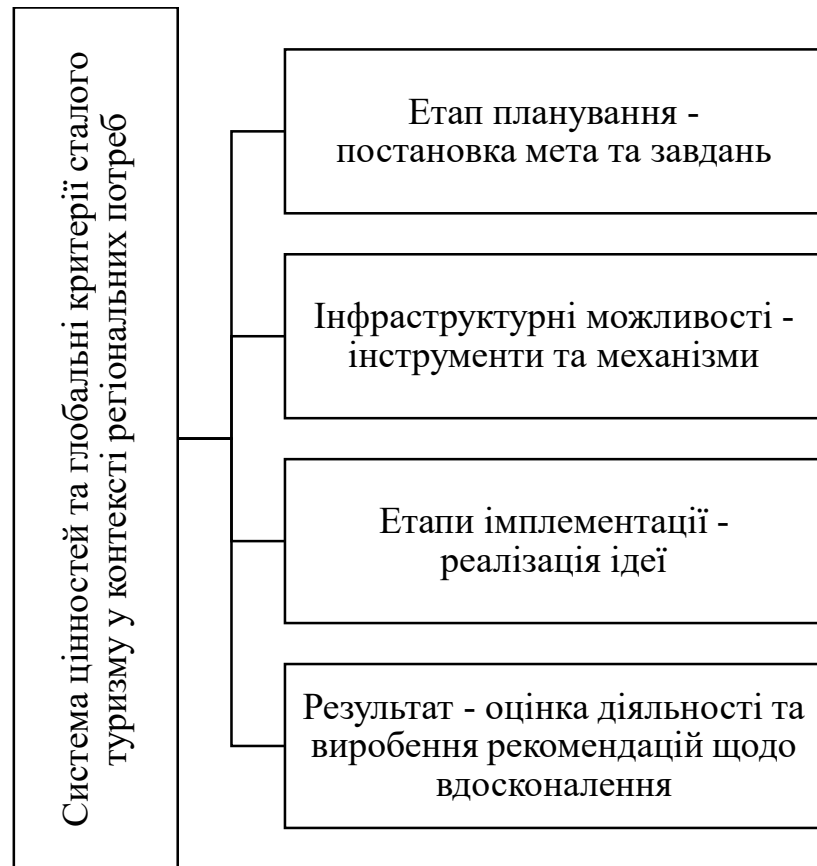 Система цінностей та глобальні критерії сталого
туризму у контексті регіональних потреб
Етап планування -
постановка мета та завдань
Інфраструктурні можливості -
інструменти та механізми
Етапи імплементації -
реалізація ідеї
Результат - оцінка діяльності та
виробення рекомендацій щодо
вдосконалення